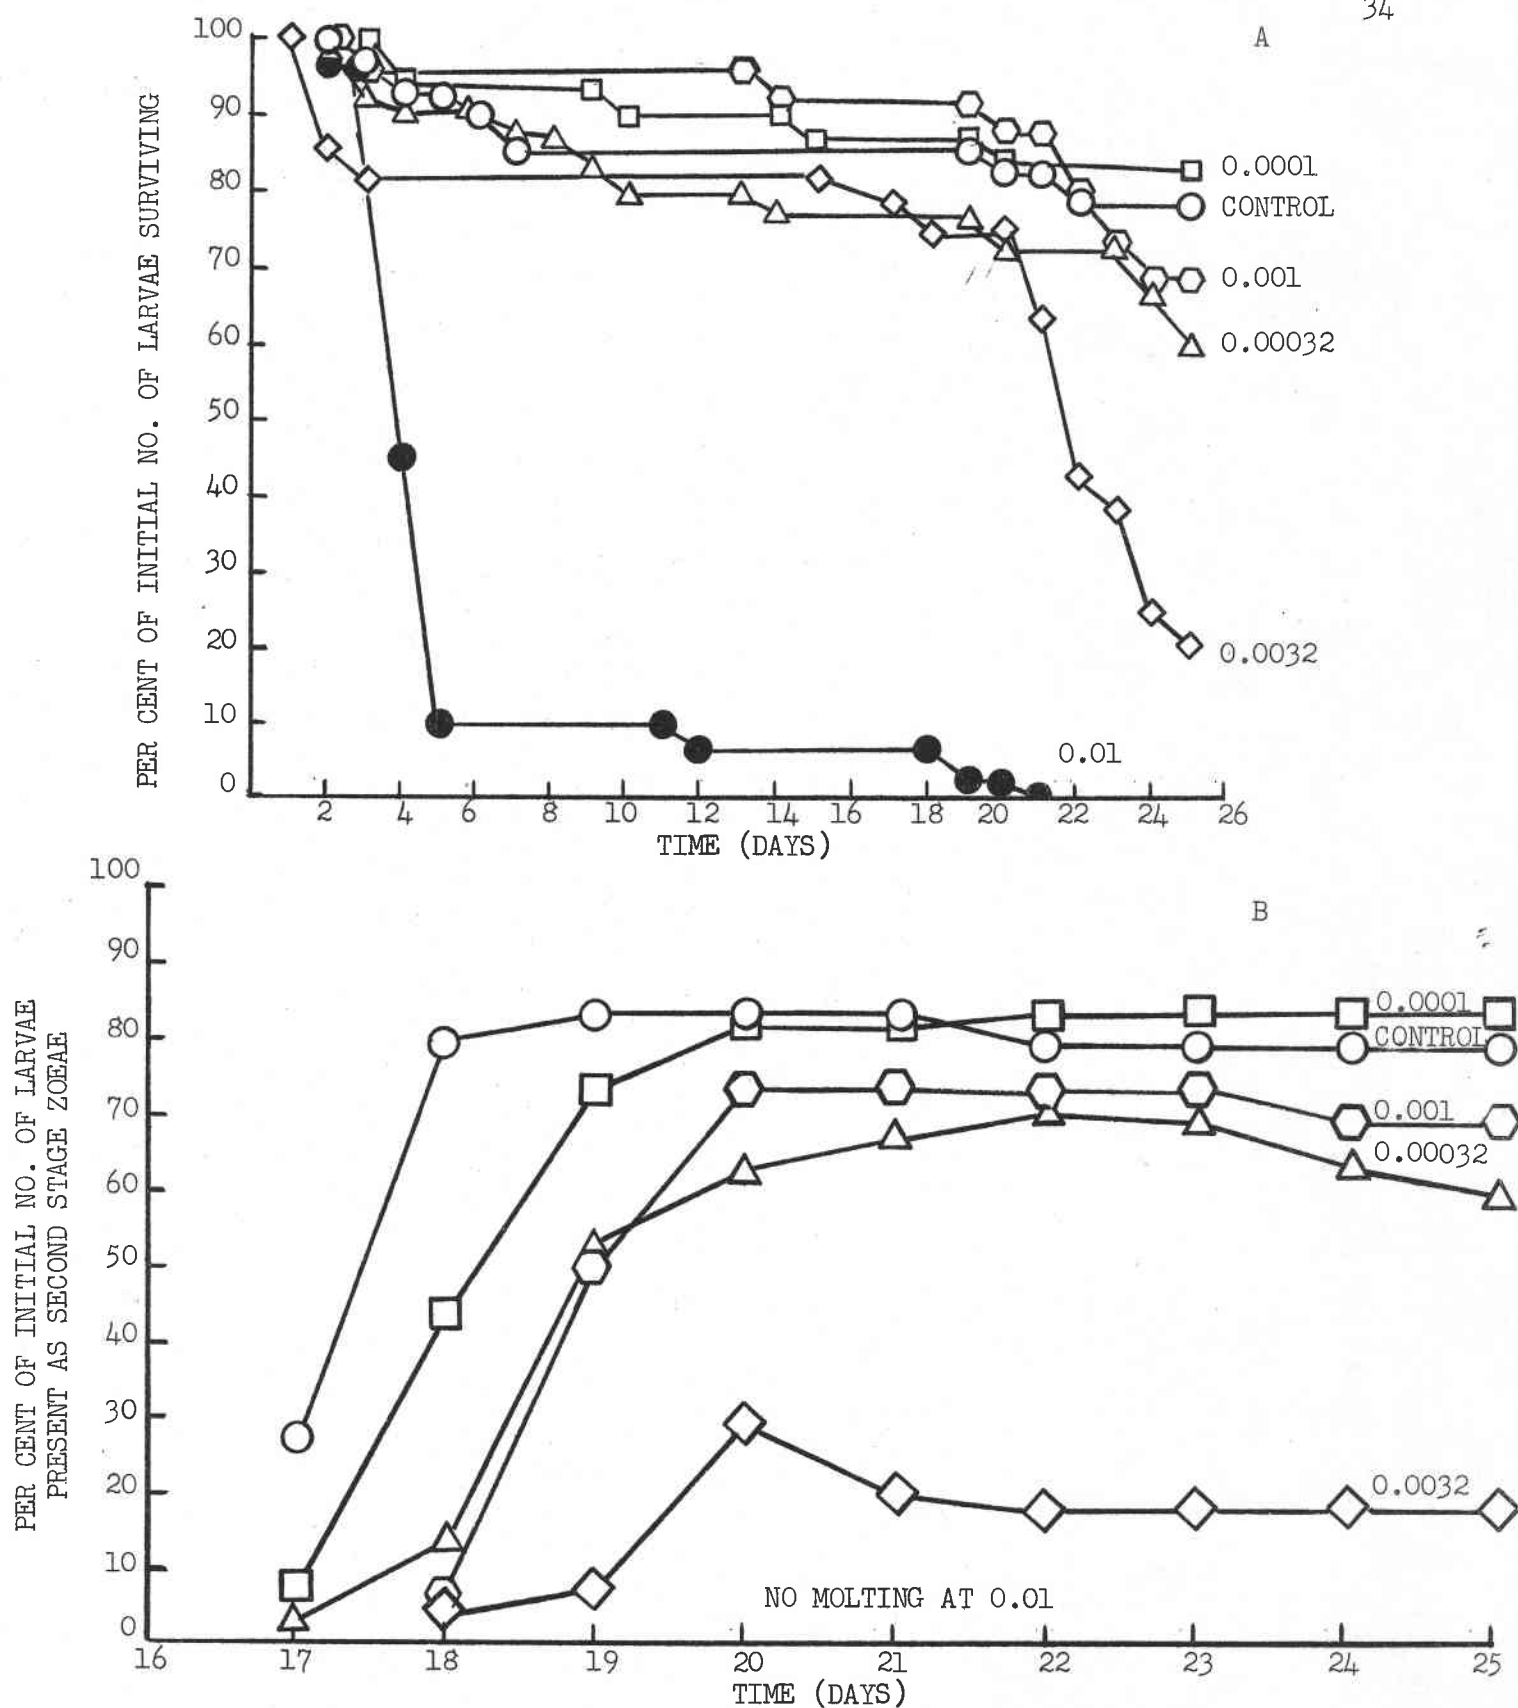 34
A
PER CENT OF INITIAL NO. OF LARVAE SURVIVING
100
90
80
70
60
50
40
30
20
10
0
0.0001
CONTROL
0.001
0.00032
0.0032
0.01
2 4 6 8 10 12 14 16 18 20 22 24 26
TIME (DAYS)
B
PER CENT OF INITIAL NO. OF LARVAE
PRESENT AS SECOND STAGE ZOEAE
100
90
80
70
60
50
40
30
20
10
0
0.0001
CONTROL
0.001
0.00032
0.0032
NO MOLTING AT 0.01
16 17 18 19 20 21 22 23 24 25
TIME (DAYS)